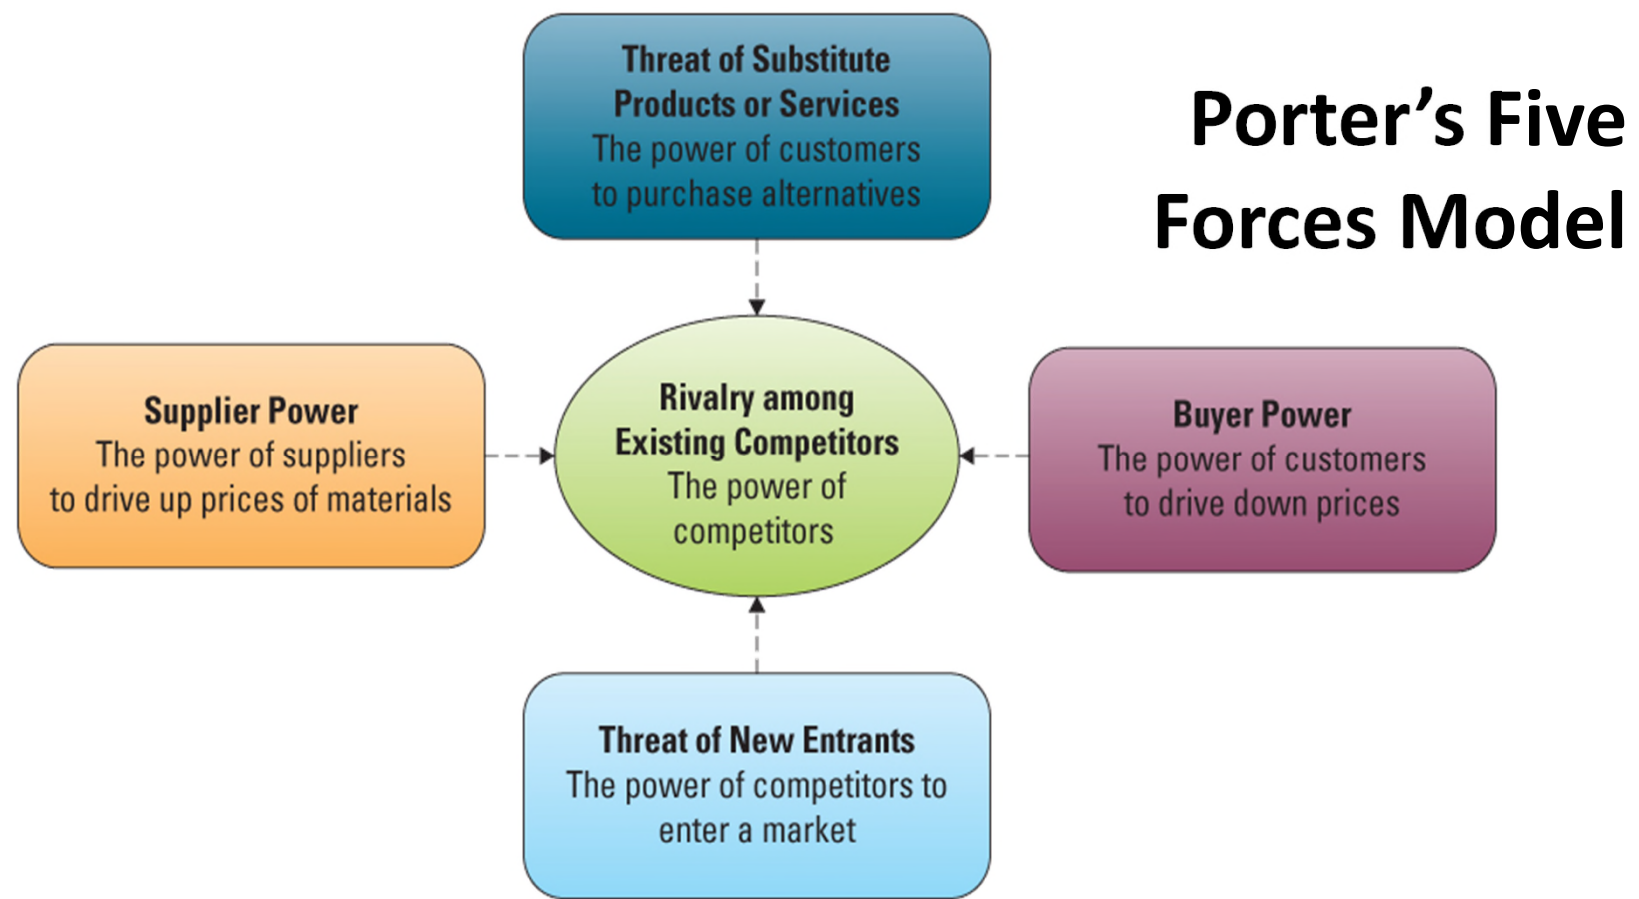 Porter’s Five
Forces Model
Threat of Substitute
Products or Services
The power of customers
to purchase alternatives
Supplier Power
The power of suppliers
to drive up prices of materials
Rivalry among
Existing Competitors
The power of
competitors
Buyer Power
The power of customers
to drive down prices
Threat of New Entrants
The power of competitors to
enter a market